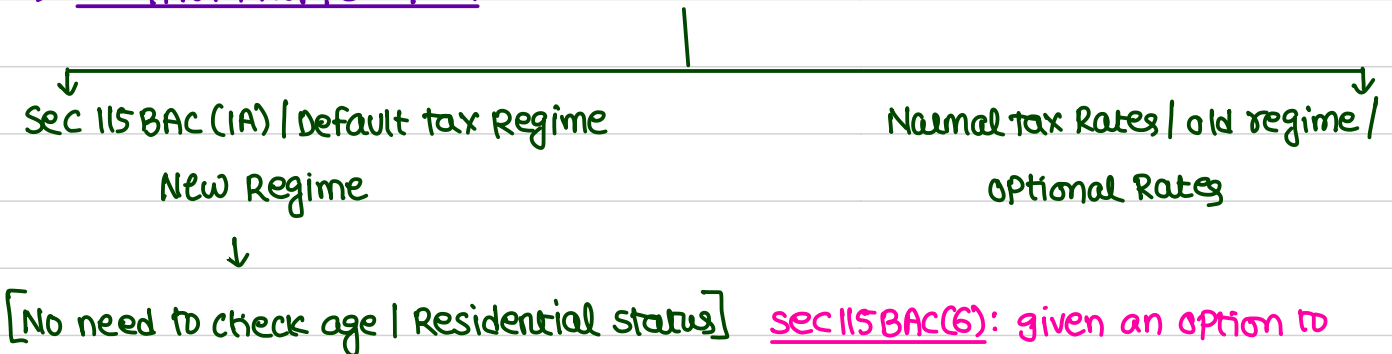 Sec 115BAC (1A) | Default tax Regime
Normal tax Rates | old regime /
New Regime
Optional Rates
[No need to check age | Residential status]
sec 115BAC(6): given an option to